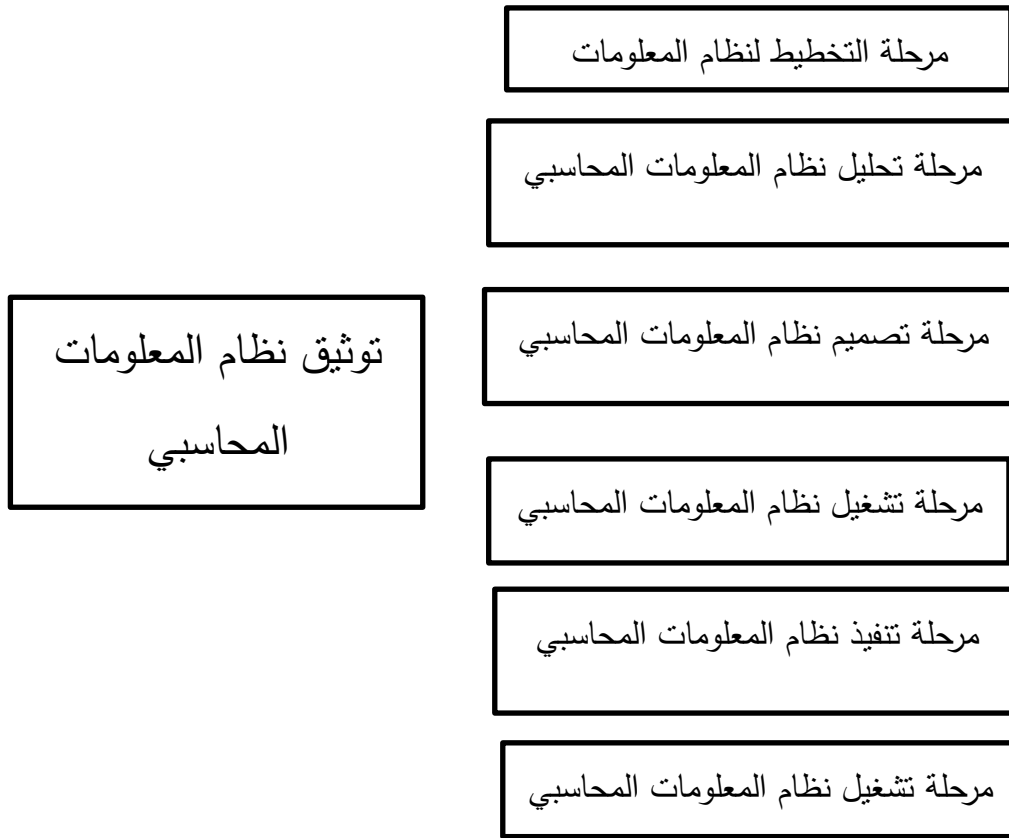 مرحلة التخطيط لنظام المعلومات
مرحلة تحليل نظام المعلومات المحاسبي
مرحلة تصميم نظام المعلومات المحاسبي
توثيق نظام المعلومات
المحاسبي
مرحلة تشغيل نظام المعلومات المحاسبي
مرحلة تنفيذ نظام المعلومات المحاسبي
مرحلة تشغيل نظام المعلومات المحاسبي